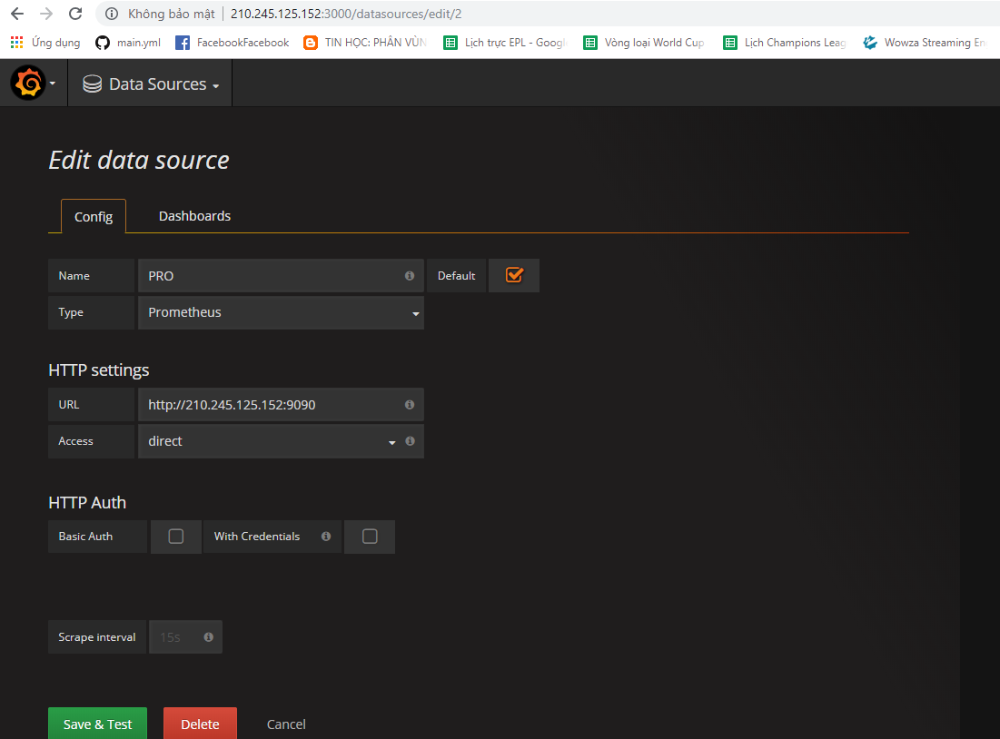 Không bảo mật 210.245.125.152:3000/datasources/edit/2
Ứng dụng main.yml FacebookFacebook TIN HỌC: PHÂN VÙN Lịch trực EPL - Google Vòng loại World Cup Lịch Champions Leag Wowza Streaming En
Data Sources
Edit data source
Config Dashboards
Name PRO Default
Type Prometheus
HTTP settings
URL http://210.245.125.152:9090
Access direct
HTTP Auth
Basic Auth With Credentials
Scrape interval 15s
Save & Test Delete Cancel